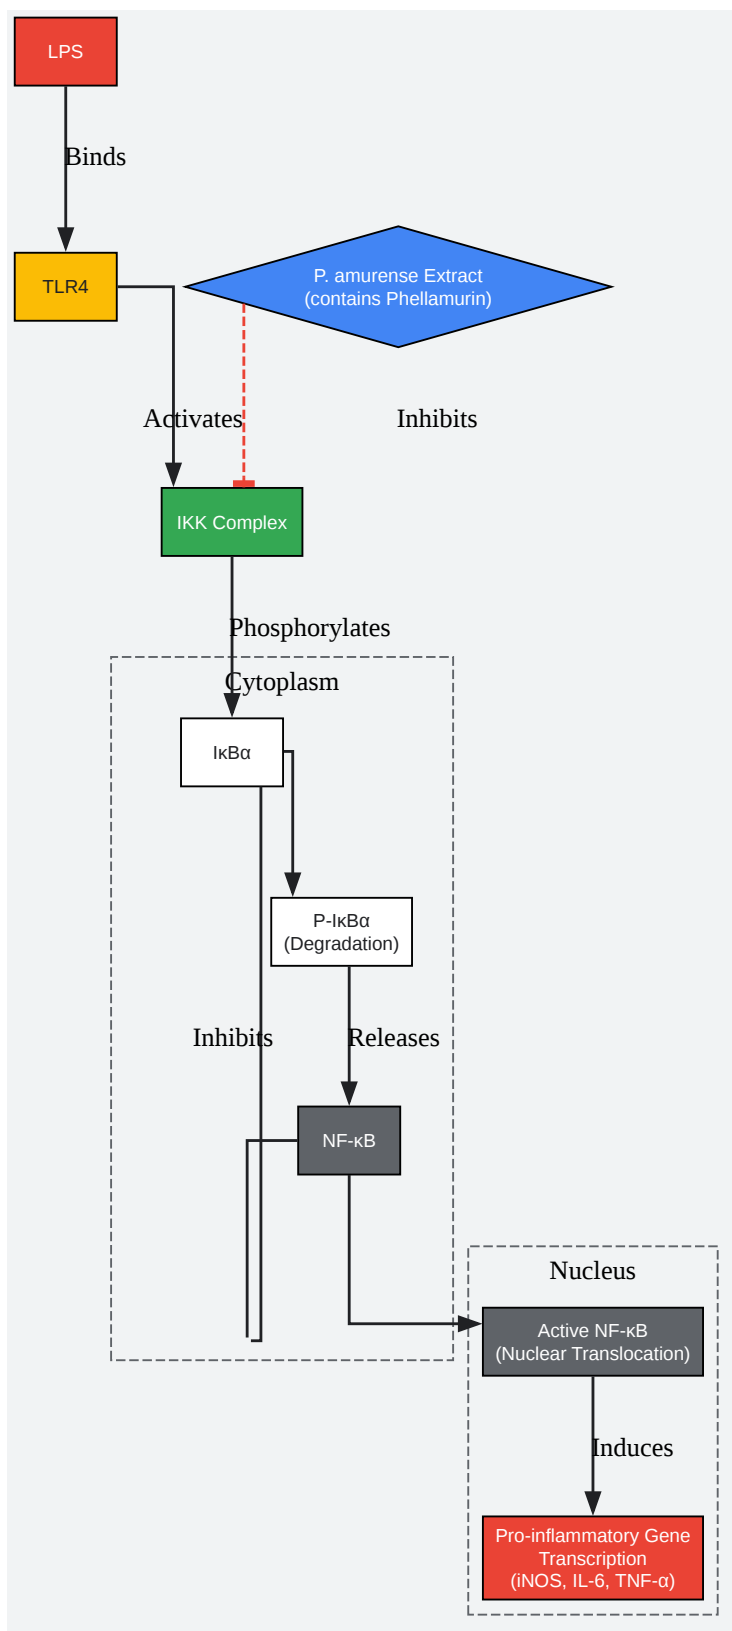 LPS
Binds
TLR4
P. amurense Extract
(contains Phellamurin)
Activates
Inhibits
IKK Complex
Phosphorylates
Cytoplasm
IκBα
P-IκBα
(Degradation)
Inhibits
Releases
NF-κB
Nucleus
Active NF-κB
(Nuclear Translocation)
Induces
Pro-inflammatory Gene
Transcription
(iNOS, IL-6, TNF-α)